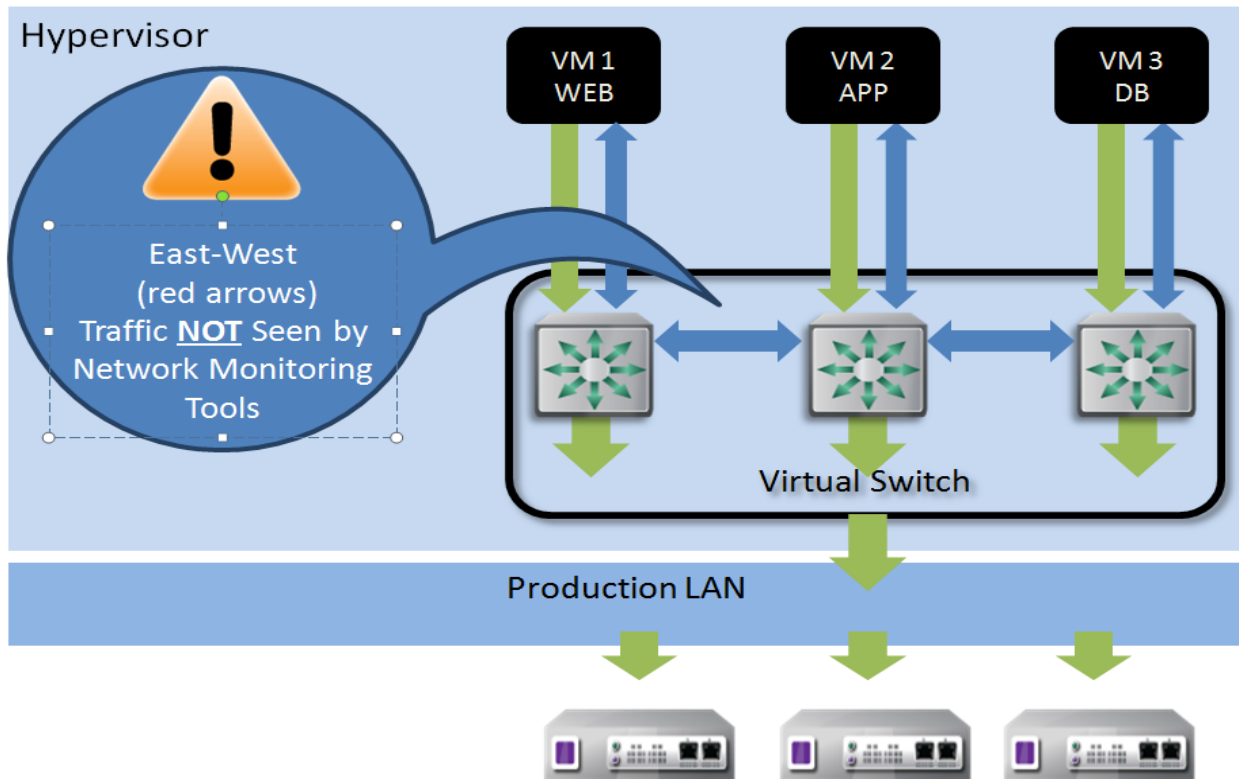 Hypervisor
VM 1
WEB
VM 2
APP
VM 3
DB
East-West
(red arrows)
Traffic NOT Seen by
Network Monitoring
Tools
Virtual Switch
Production LAN